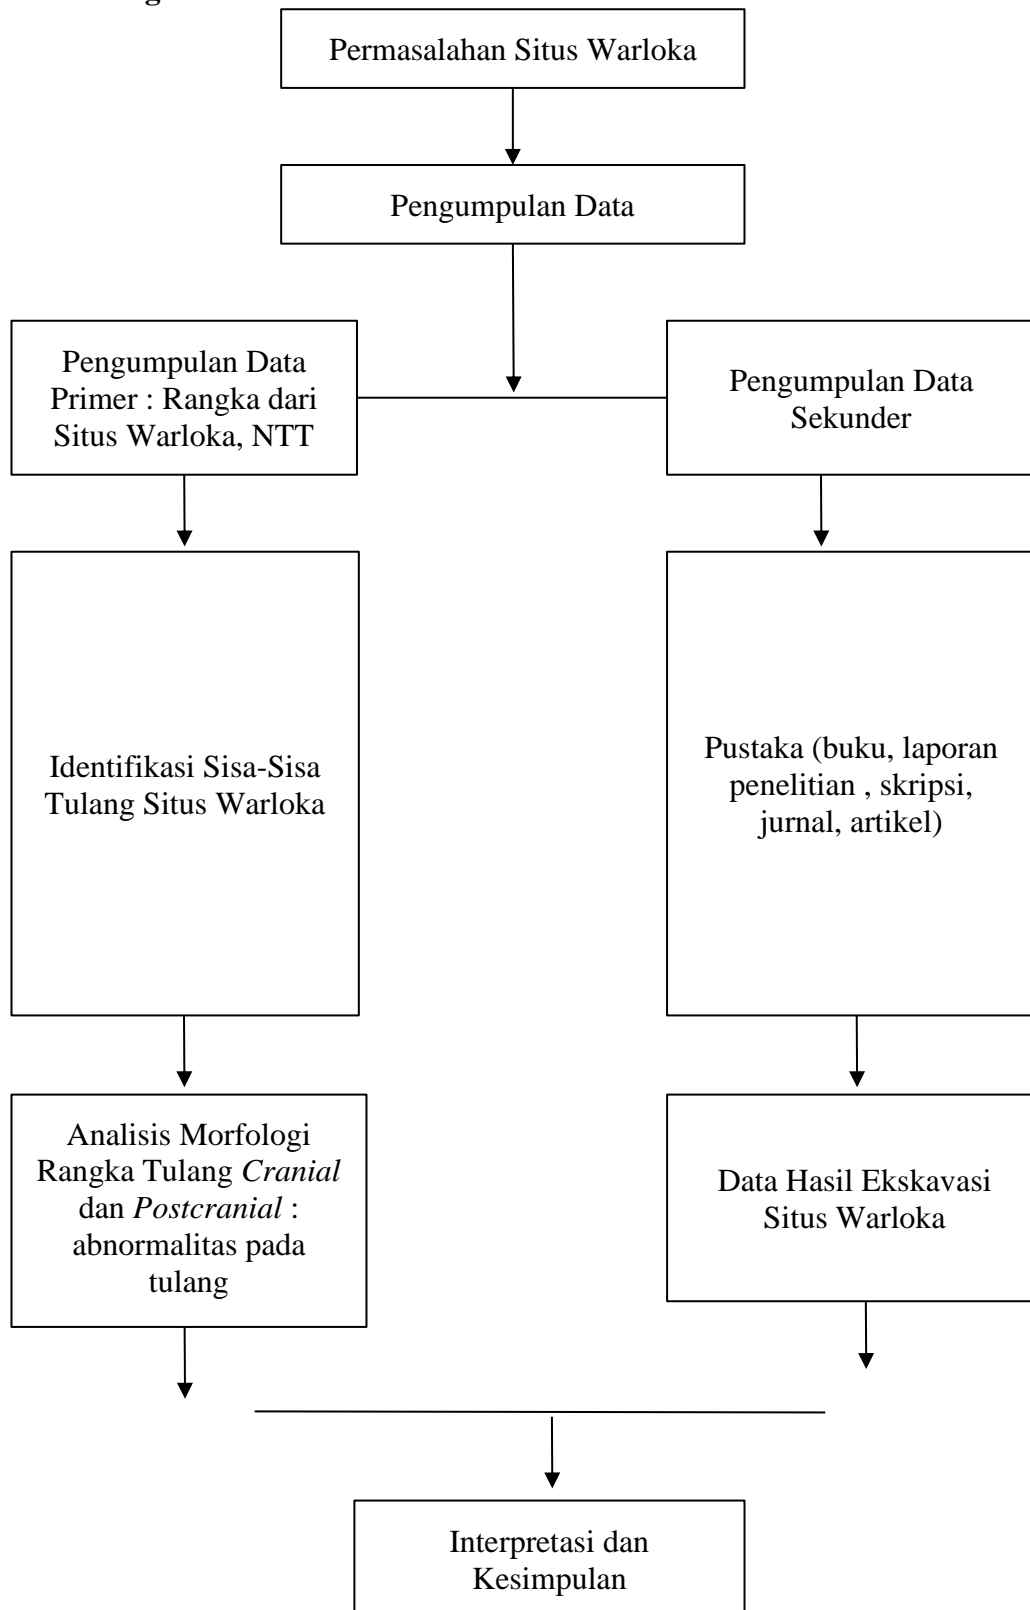 Permasalahan Situs Warloka
Pengumpulan Data
Pengumpulan Data
Primer : Rangka dari
Situs Warloka, NTT
Pengumpulan Data
Sekunder
Identifikasi Sisa-Sisa
Tulang Situs Warloka
Pustaka (buku, laporan
penelitian , skripsi,
jurnal, artikel)
Analisis Morfologi
Rangka Tulang Cranial
dan Postcranial :
abnormalitas pada
tulang
Data Hasil Ekskavasi
Situs Warloka
Interpretasi dan
Kesimpulan